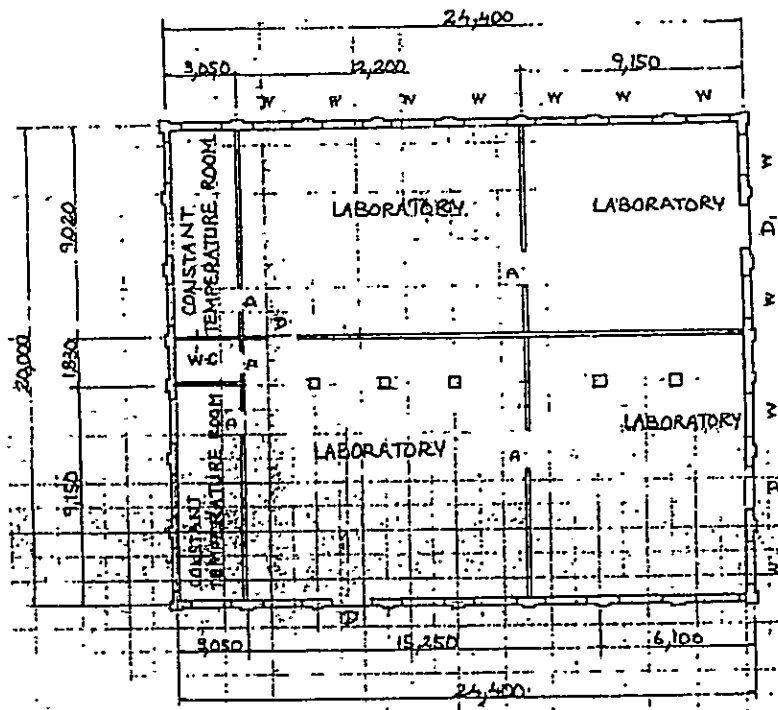 24,400
3,050 12,200 9,150
W W W W W W W
CONSTANT
TEMPERATURE ROOM
LABORATORY
LABORATORY
W
D
W
W
W
D
W
9,020
1,830
9,150
20,000
A
D
A
W-C
A
D
A
CONSTANT
TEMPERATURE ROOM
LABORATORY
LABORATORY
D
3,050 15,250 6,100
24,400